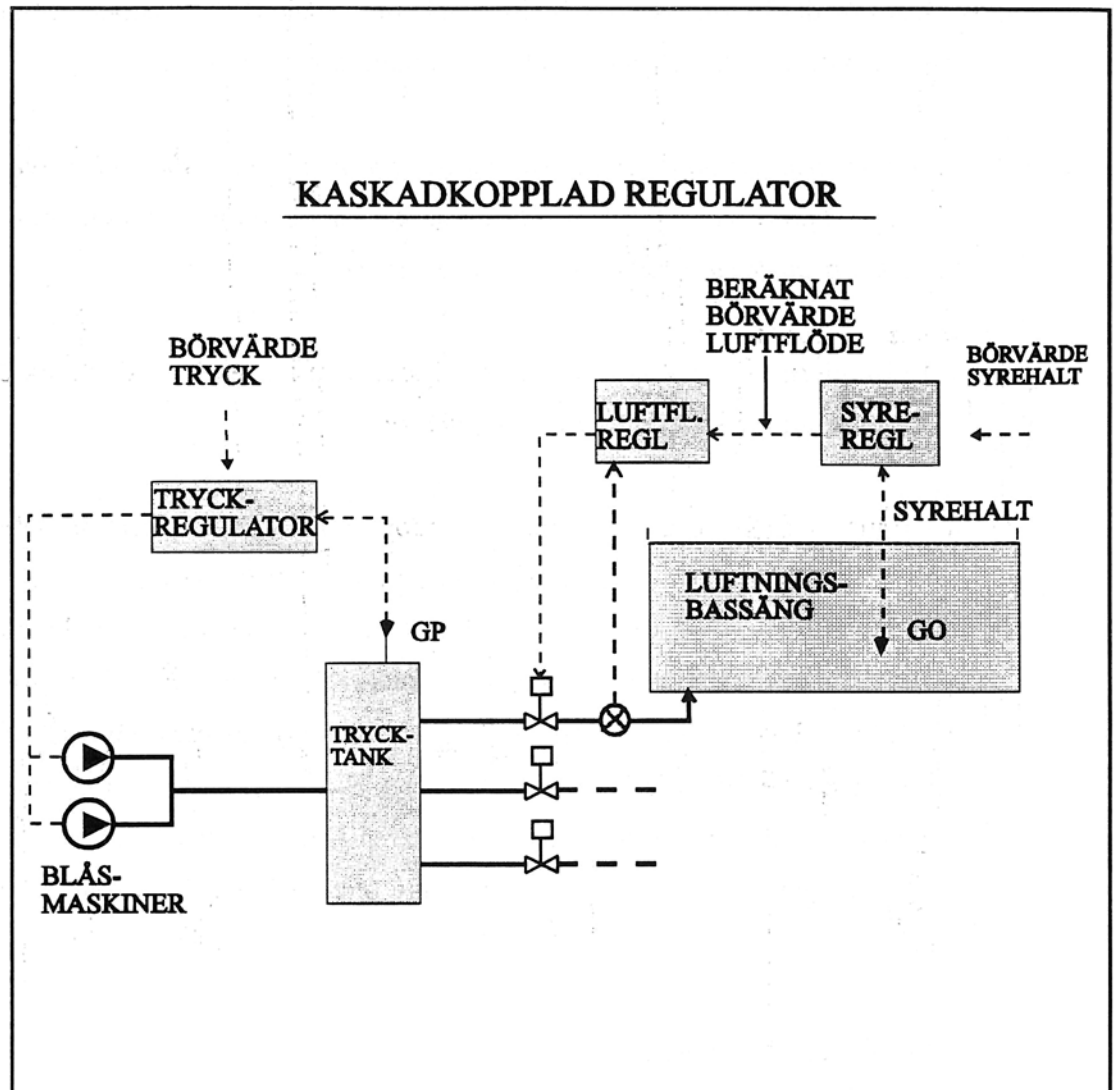 KASKADKOPPLAD REGULATOR
BERÄKNAT
BÖRVÄRDE
LUFTFLÖDE
BÖRVÄRDE
TRYCK
BÖRVÄRDE
SYREHALT
LUFTFL.
REGL
SYRE-
REGL
TRYCK-
REGULATOR
SYREHALT
LUFTNINGS-
BASSÄNG
GP
GO
TRYCK-
TANK
BLÅS-
MASKINER